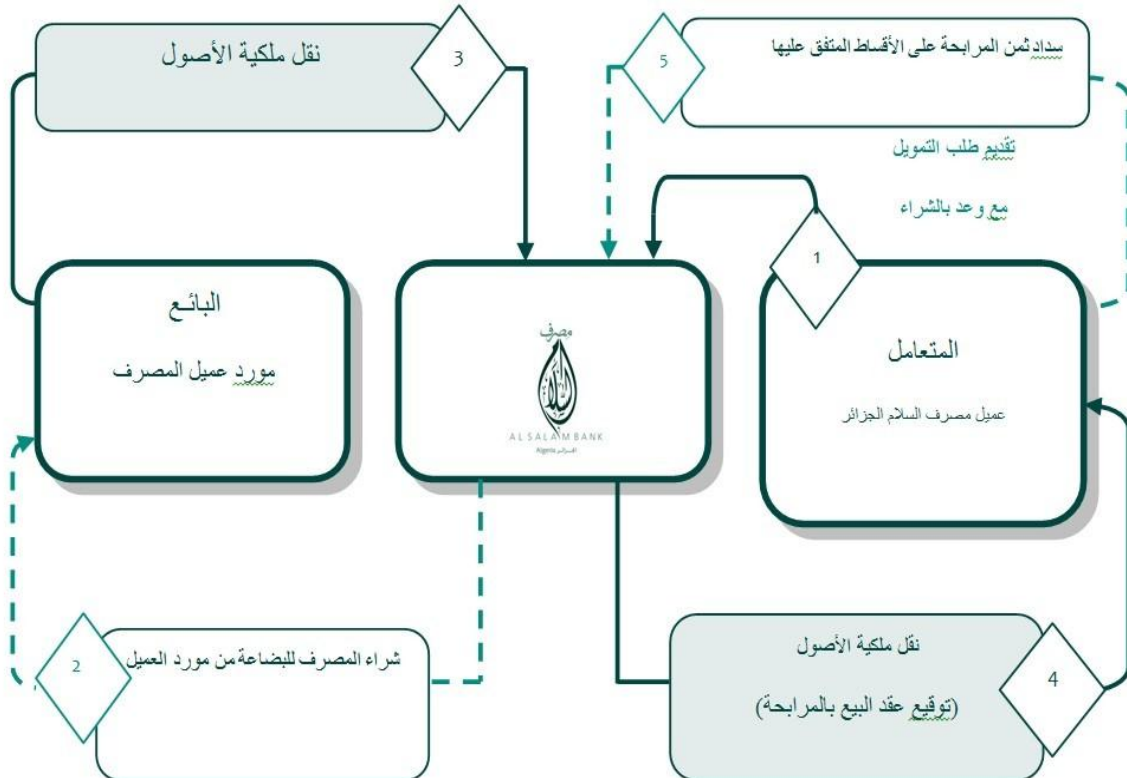 سداد ثمن المرابحة على الأقساط المتفق عليها
5
3
نقل ملكية الأصول
تقديم طلب التمويل
مع وعد بالشراء
1
المتعامل
عميل مصرف السلام الجزائر
مصرف
السلام
AL SALAM BANK
Algeria الجزائر
البائـع
مورد عميل المصرف
شراء المصرف للبضاعة من مورد العميل
2
نقل ملكية الأصول
(توقيع عقد البيع بالمرابحة)
4